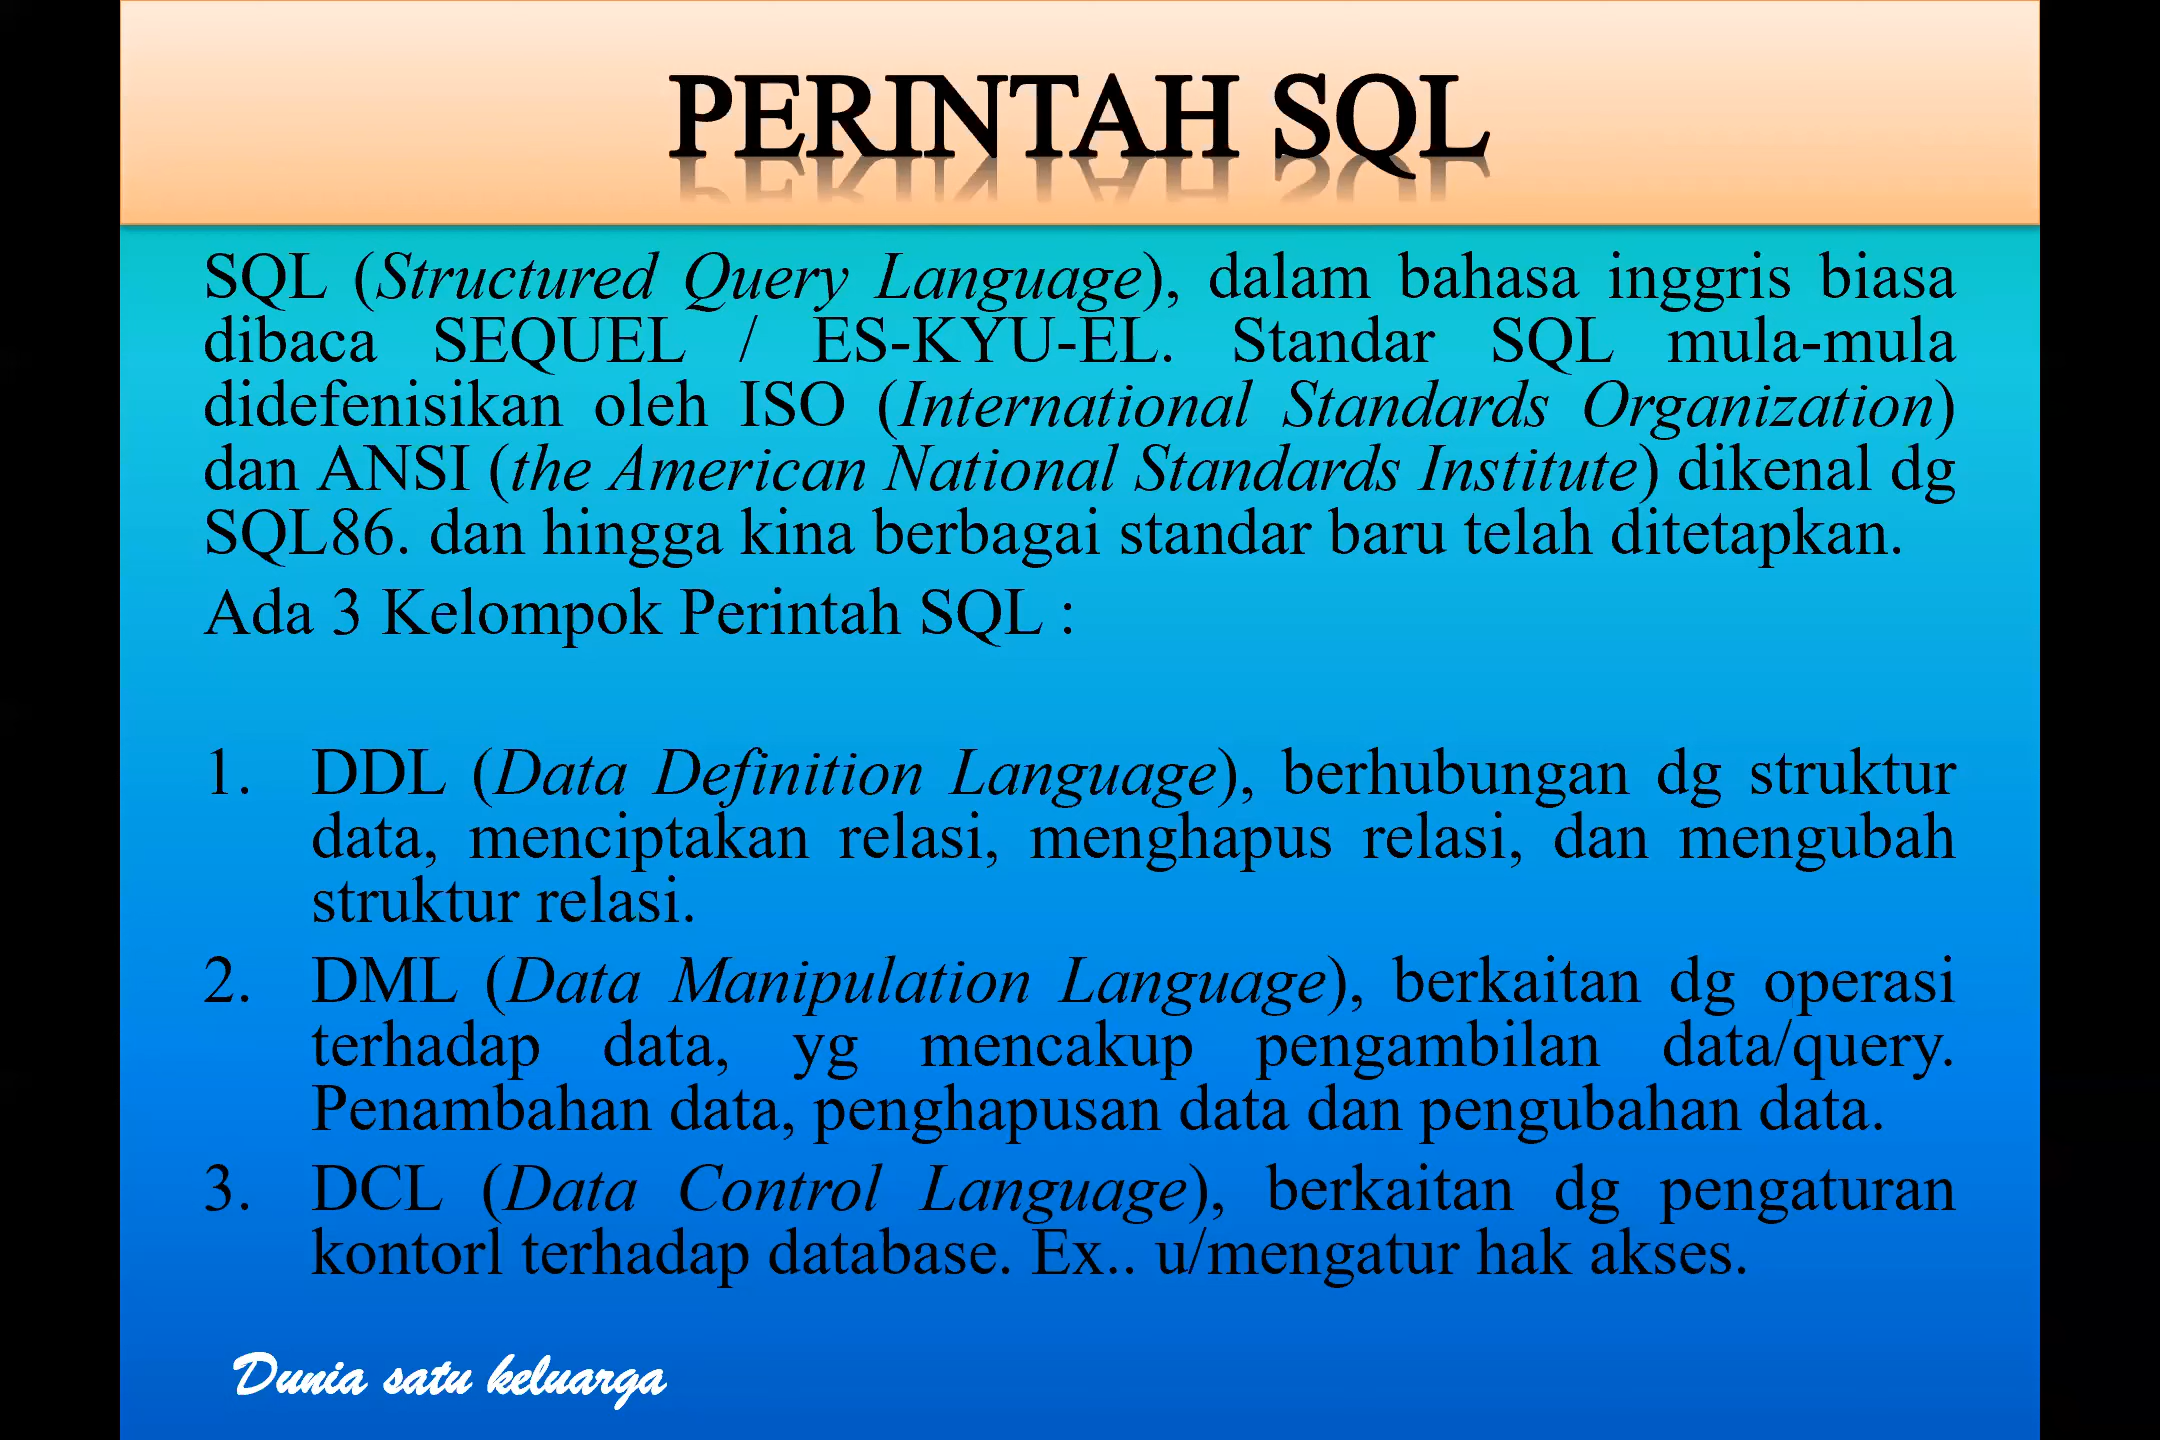 PERINTAH SQL
SQL (Structured Query Language), dalam bahasa inggris biasa
dibaca SEQUEL / ES-KYU-EL. Standar SQL mula-mula
didefenisikan oleh ISO (International Standards Organization)
dan ANSI (the American National Standards Institute) dikenal dg
SQL86. dan hingga kina berbagai standar baru telah ditetapkan.
Ada 3 Kelompok Perintah SQL :
1. DDL (Data Definition Language), berhubungan dg struktur
data, menciptakan relasi, menghapus relasi, dan mengubah
struktur relasi.
2. DML (Data Manipulation Language), berkaitan dg operasi
terhadap data, yg mencakup pengambilan data/query.
Penambahan data, penghapusan data dan pengubahan data.
3. DCL (Data Control Language), berkaitan dg pengaturan
kontorl terhadap database. Ex.. u/mengatur hak akses.
Dunia satu keluarga